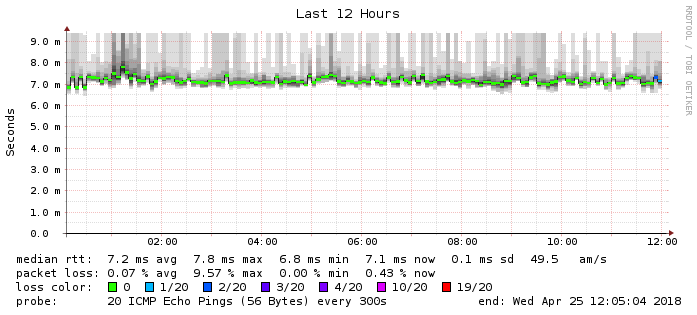 Last 12 Hours
RRDTOOL / TOBI OETIKER
Seconds
9.0 m
8.0 m
7.0 m
6.0 m
5.0 m
4.0 m
3.0 m
2.0 m
1.0 m
0.0
02:00 04:00 06:00 08:00 10:00 12:00
median rtt: 7.2 ms avg 7.8 ms max 6.8 ms min 7.1 ms now 0.1 ms sd 49.5 am/s
packet loss: 0.07 % avg 9.57 % max 0.00 % min 0.43 % now
loss color: 0 1/20 2/20 3/20 4/20 10/20 19/20
probe: 20 ICMP Echo Pings (56 Bytes) every 300s end: Wed Apr 25 12:05:04 2018